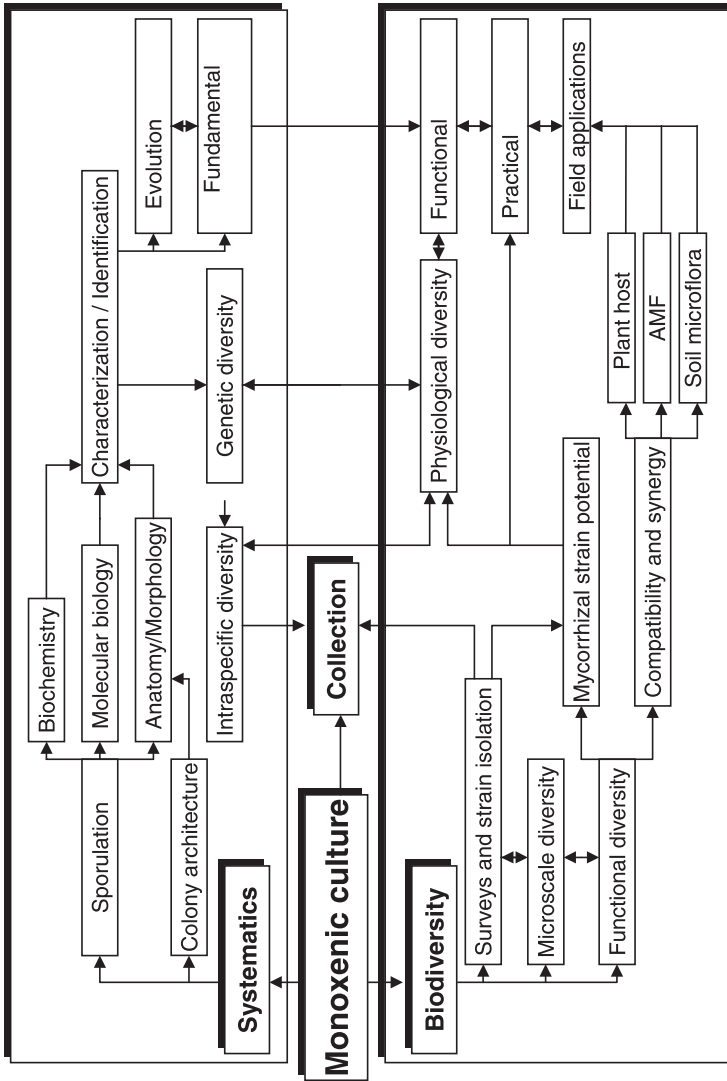 Systematics
Sporulation
Colony architecture
Biochemistry
Molecular biology
Anatomy/Morphology
Intraspecific diversity
Characterization / Identification
Genetic diversity
Evolution
Fundamental
Monoxenic culture
Collection
Biodiversity
Surveys and strain isolation
Microscale diversity
Functional diversity
Mycorrhizal strain potential
Compatibility and synergy
Physiological diversity
Plant host
AMF
Soil microflora
Functional
Practical
Field applications